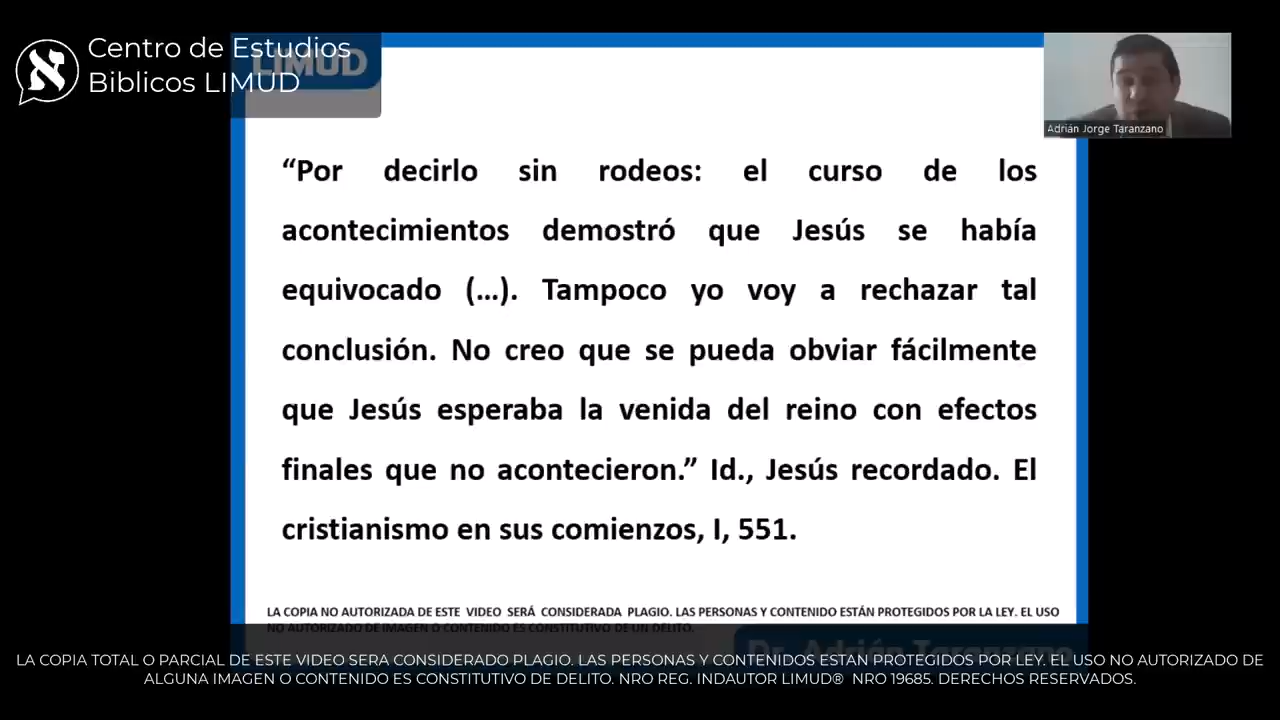 Centro de Estudios
Biblicos LIMUD
LIMUD
Adrián Jorge Taranzano
“Por decirlo sin rodeos: el curso de los
acontecimientos demostró que Jesús se había
equivocado (...). Tampoco yo voy a rechazar tal
conclusión. No creo que se pueda obviar fácilmente
que Jesús esperaba la venida del reino con efectos
finales que no acontecieron.” Id., Jesús recordado. El
cristianismo en sus comienzos, I, 551.
LA COPIA NO AUTORIZADA DE ESTE VIDEO SERÁ CONSIDERADA PLAGIO. LAS PERSONAS Y CONTENIDO ESTÁN PROTEGIDOS POR LA LEY. EL USO
NO AUTORIZADO DE IMAGEN O CONTENIDO ES CONSTITUTIVO DE UN DELITO.
Dr. Adrián Taranzano
LA COPIA TOTAL O PARCIAL DE ESTE VIDEO SERA CONSIDERADO PLAGIO. LAS PERSONAS Y CONTENIDOS ESTAN PROTEGIDOS POR LEY. EL USO NO AUTORIZADO DE
ALGUNA IMAGEN O CONTENIDO ES CONSTITUTIVO DE DELITO. NRO REG. INDAUTOR LIMUD® NRO 19685. DERECHOS RESERVADOS.